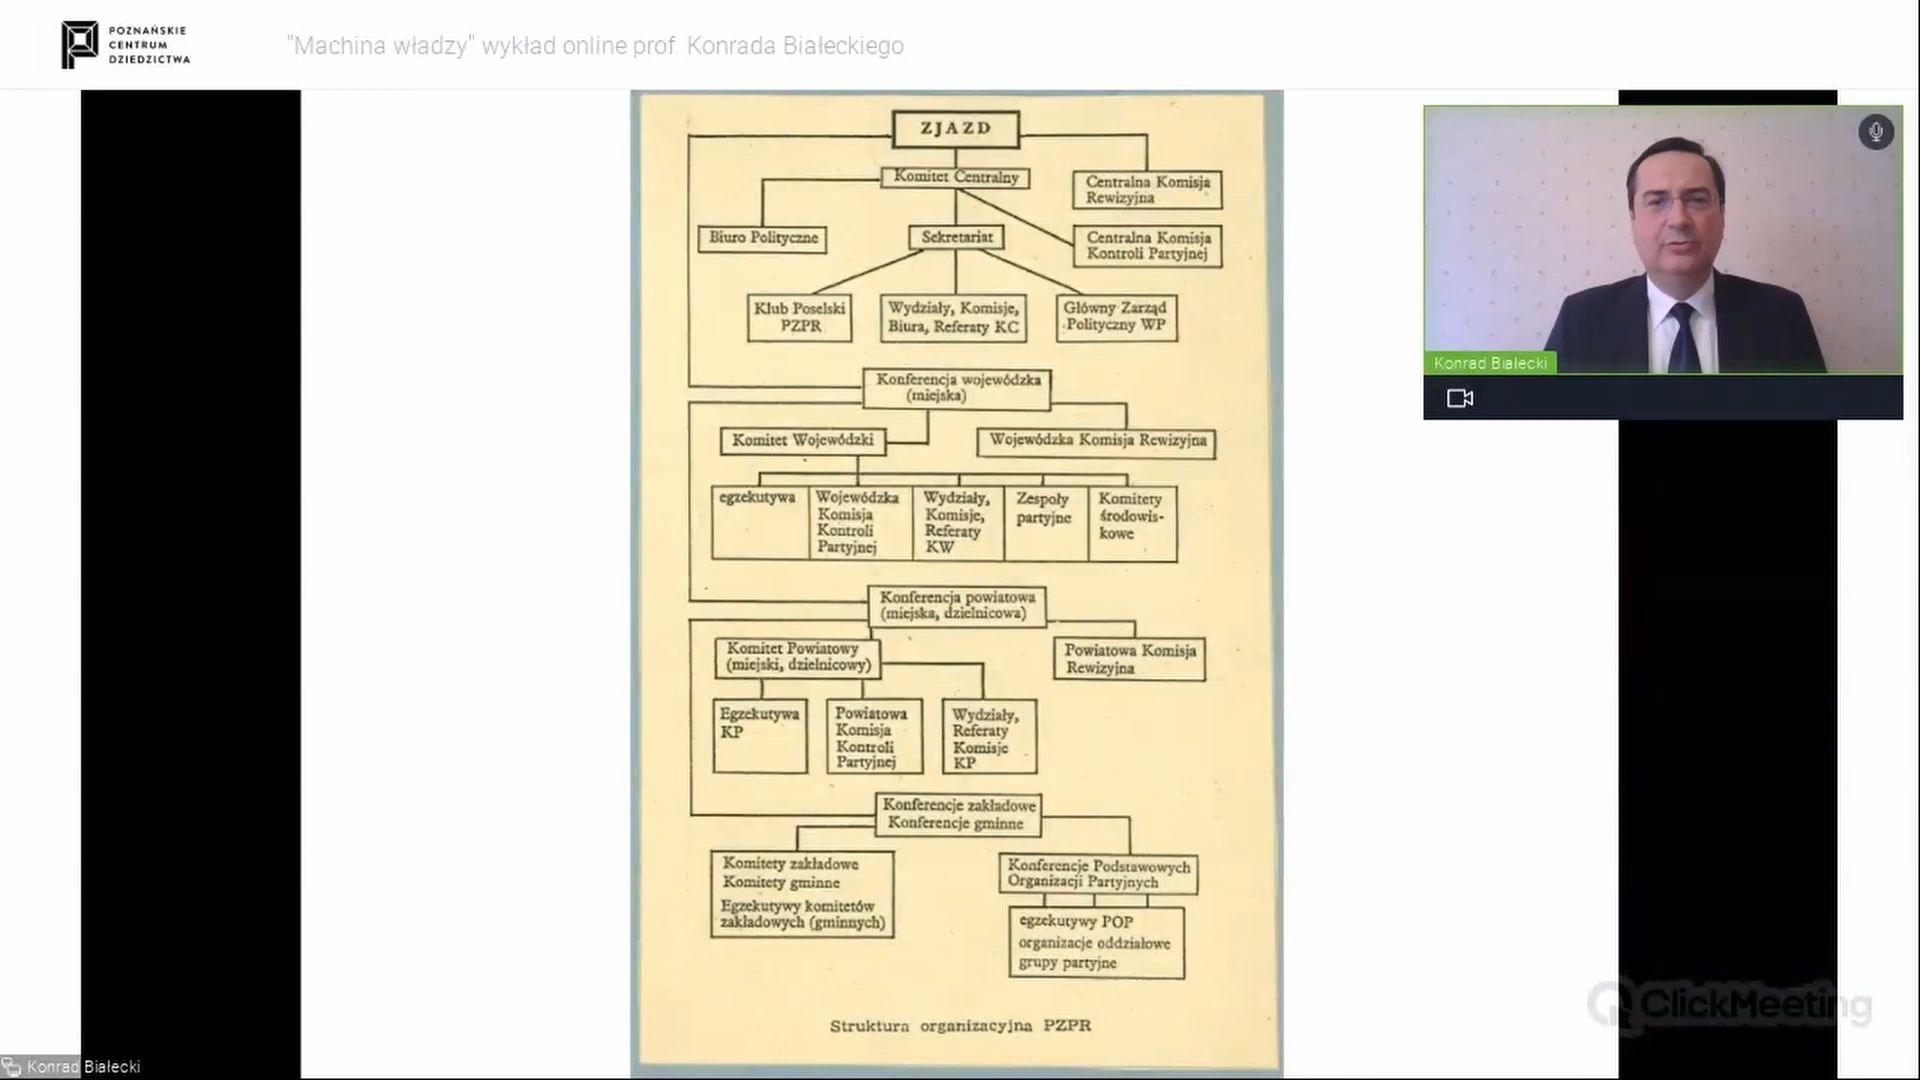 POZNAŃSKIE
CENTRUM
DZIEDZICTWA
"Machina władzy" wykład online prof. Konrada Białeckiego
ZJAZD
Komitet Centralny
Centralna Komisja
Rewizyjna
Biuro Polityczne
Sekretariat
Centralna Komisja
Kontroli Partyjnej
Klub Poselski
PZPR
Wydziały, Komisje,
Biura, Referaty KC
Główny Zarząd
Polityczny WP
Konferencja wojewódzka
(miejska)
Komitet Wojewódzki
Wojewódzka Komisja Rewizyjna
egzekutywa
Wojewódzka
Komisja
Kontroli
Partyjnej
Wydziały,
Komisje,
Referaty
KW
Zespoły
partyjne
Komitety
środowis-
kowe
Konferencja powiatowa
(miejska, dzielnicowa)
Komitet Powiatowy
(miejski, dzielnicowy)
Powiatowa Komisja
Rewizyjna
Egzekutywa
KP
Powiatowa
Komisja
Kontroli
Partyjnej
Wydziały,
Referaty
Komisje
KP
Konferencje zakładowe
Konferencje gminne
Komitety zakładowe
Komitety gminne
Egzekutywy komitetów
zakładowych (gminnych)
Konferencje Podstawowych
Organizacji Partyjnych
egzekutywy POP
organizacje oddziałowe
grupy partyjne
Struktura organizacyjna PZPR
Konrad Białecki
ClickMeeting
Konrad Białecki